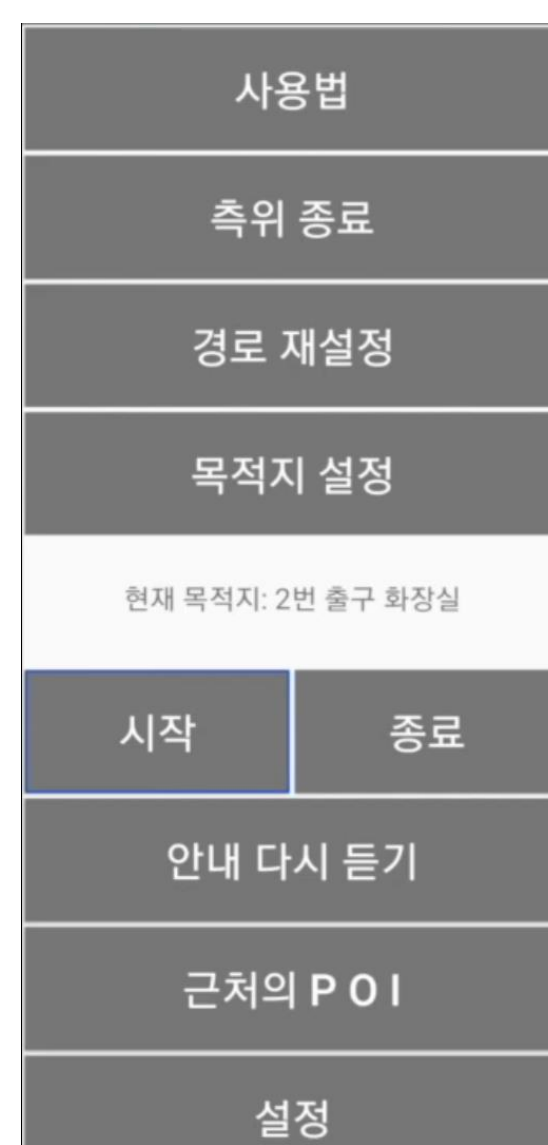 사용법
측위 종료
경로 재설정
목적지 설정
현재 목적지: 2번 출구 화장실
시작
종료
안내 다시 듣기
근처의 P O I
설정